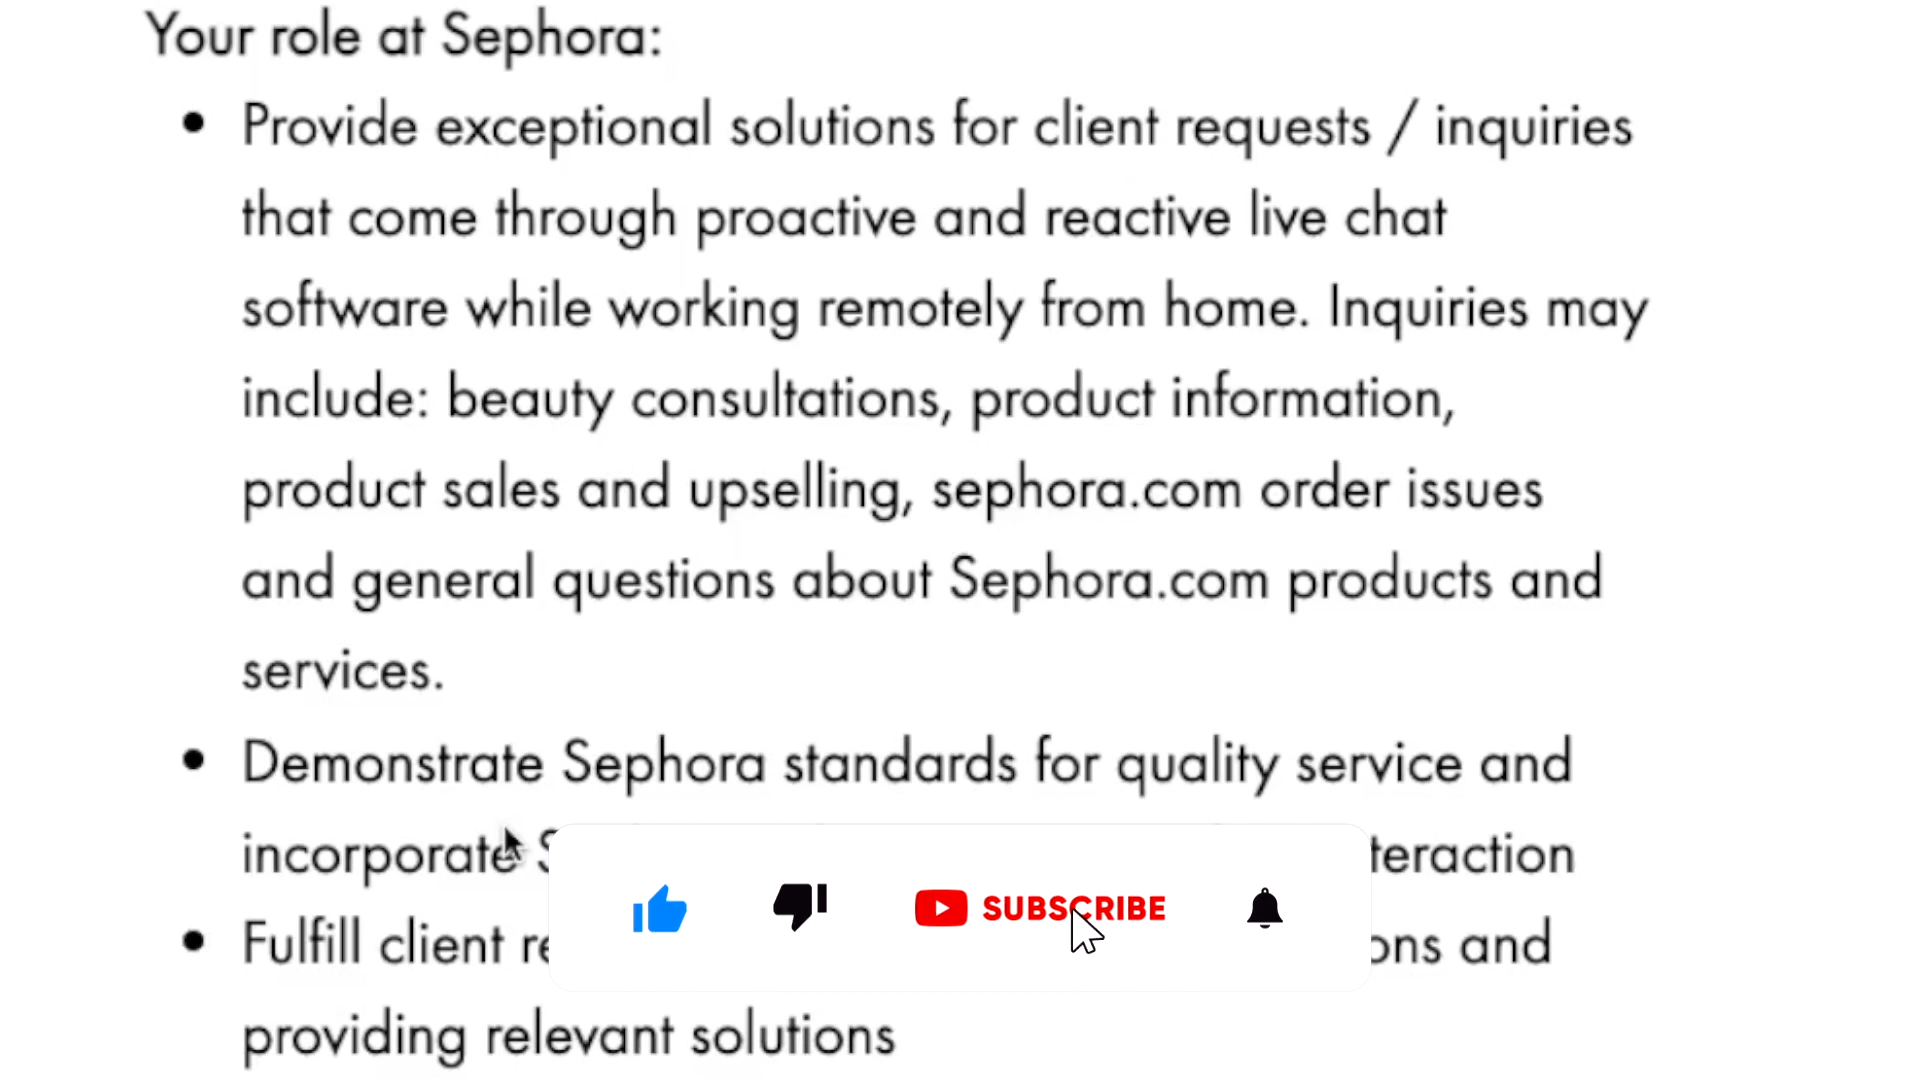 Your role at Sephora:
• Provide exceptional solutions for client requests / inquiries
that come through proactive and reactive live chat
software while working remotely from home. Inquiries may
include: beauty consultations, product information,
product sales and upselling, sephora.com order issues
and general questions about Sephora.com products and
services.
• Demonstrate Sephora standards for quality service and
incorporate
• Fulfill client and
providing relevant solutions
SUBSCRIBE